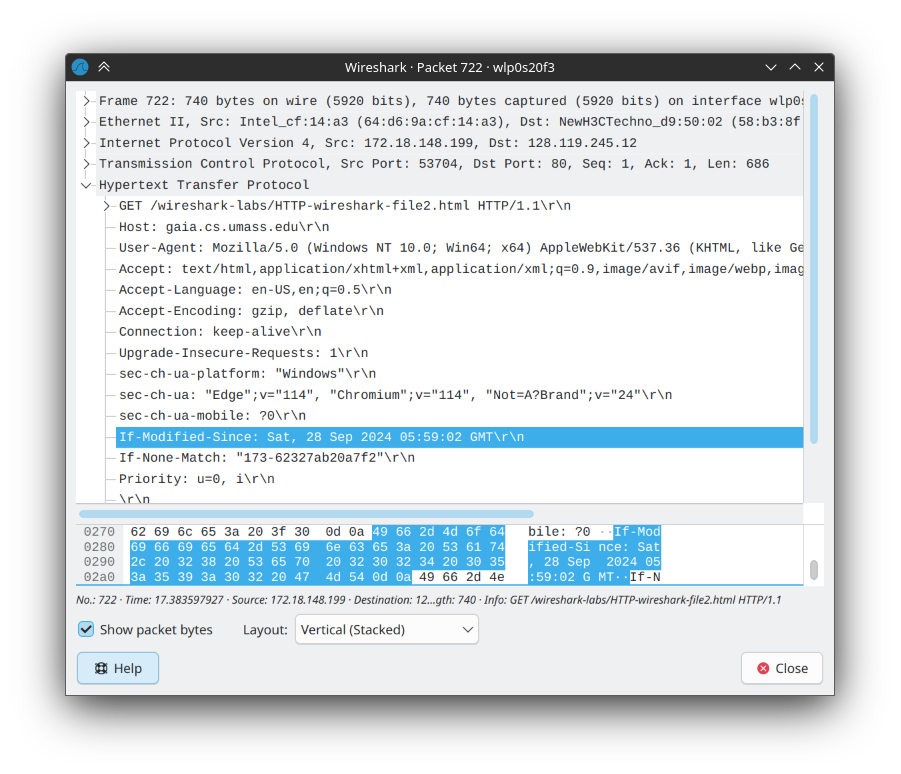 Wireshark · Packet 722 · wlp0s20f3
Frame 722: 740 bytes on wire (5920 bits), 740 bytes captured (5920 bits) on interface wlp0s
Ethernet II, Src: Intel_cf:14:a3 (64:d6:9a:cf:14:a3), Dst: NewH3CTechno_d9:50:02 (58:b3:8f
Internet Protocol Version 4, Src: 172.18.148.199, Dst: 128.119.245.12
Transmission Control Protocol, Src Port: 53704, Dst Port: 80, Seq: 1, Ack: 1, Len: 686
Hypertext Transfer Protocol
GET /wireshark-labs/HTTP-wireshark-file2.html HTTP/1.1\r\n
Host: gaia.cs.umass.edu\r\n
User-Agent: Mozilla/5.0 (Windows NT 10.0; Win64; x64) AppleWebKit/537.36 (KHTML, like Ge
Accept: text/html,application/xhtml+xml,application/xml;q=0.9,image/avif,image/webp,imag
Accept-Language: en-US,en;q=0.5\r\n
Accept-Encoding: gzip, deflate\r\n
Connection: keep-alive\r\n
Upgrade-Insecure-Requests: 1\r\n
sec-ch-ua-platform: "Windows"\r\n
sec-ch-ua: "Edge";v="114", "Chromium";v="114", "Not=A?Brand";v="24"\r\n
sec-ch-ua-mobile: ?0\r\n
If-Modified-Since: Sat, 28 Sep 2024 05:59:02 GMT\r\n
If-None-Match: "173-62327ab20a7f2"\r\n
Priority: u=0, i\r\n
\r\n
0270 62 69 6c 65 3a 20 3f 30 0d 0a 49 66 2d 4d 6f 64 bile: ?0 ··If-Mod
0280 69 66 69 65 64 2d 53 69 6e 63 65 3a 20 53 61 74 ified-Si nce: Sat
0290 2c 20 32 38 20 53 65 70 20 32 30 32 34 20 30 35 , 28 Sep 2024 05
02a0 3a 35 39 3a 30 32 20 47 4d 54 0d 0a 49 66 2d 4e :59:02 G MT··If-N
No.: 722 · Time: 17.383597927 · Source: 172.18.148.199 · Destination: 12...gth: 740 · Info: GET /wireshark-labs/HTTP-wireshark-file2.html HTTP/1.1
Show packet bytes Layout: Vertical (Stacked)
Help Close